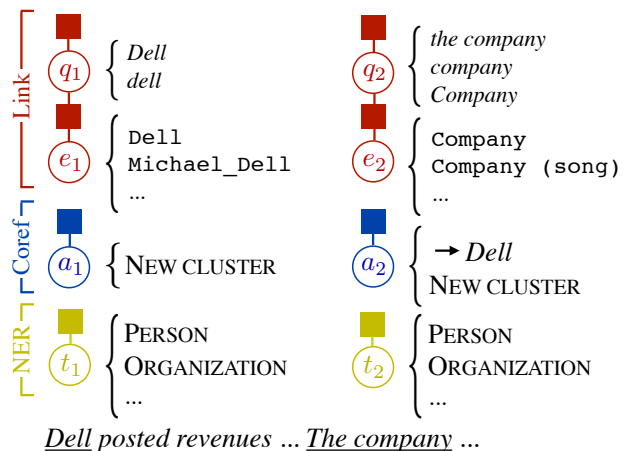 Link
q1
Dell
dell
q2
the company
company
Company
e1
Dell
Michael_Dell
...
e2
Company
Company (song)
...
Coref
a1
NEW CLUSTER
a2
→ Dell
NEW CLUSTER
NER
t1
PERSON
ORGANIZATION
...
t2
PERSON
ORGANIZATION
...
Dell posted revenues ... The company ...